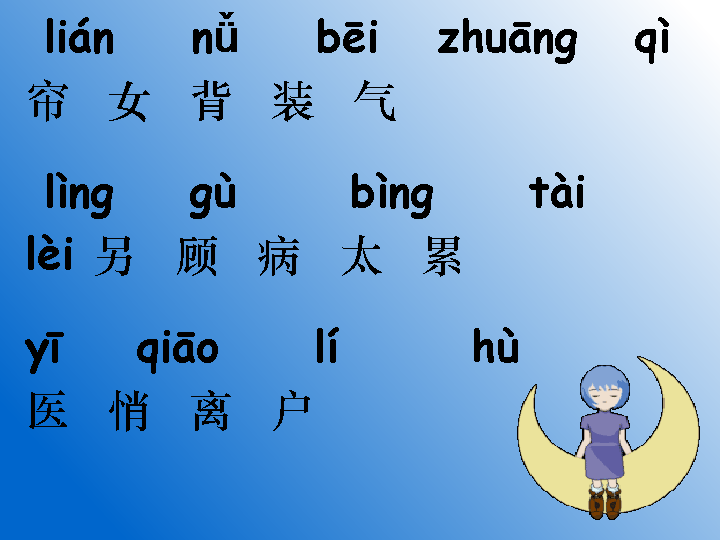 lián nǚ bēi zhuāng qì
帘 女 背 装 气
lìng gù bìng tài
lèi 另 顾 病 太 累
yī qiāo lí hù
医 悄 离 户